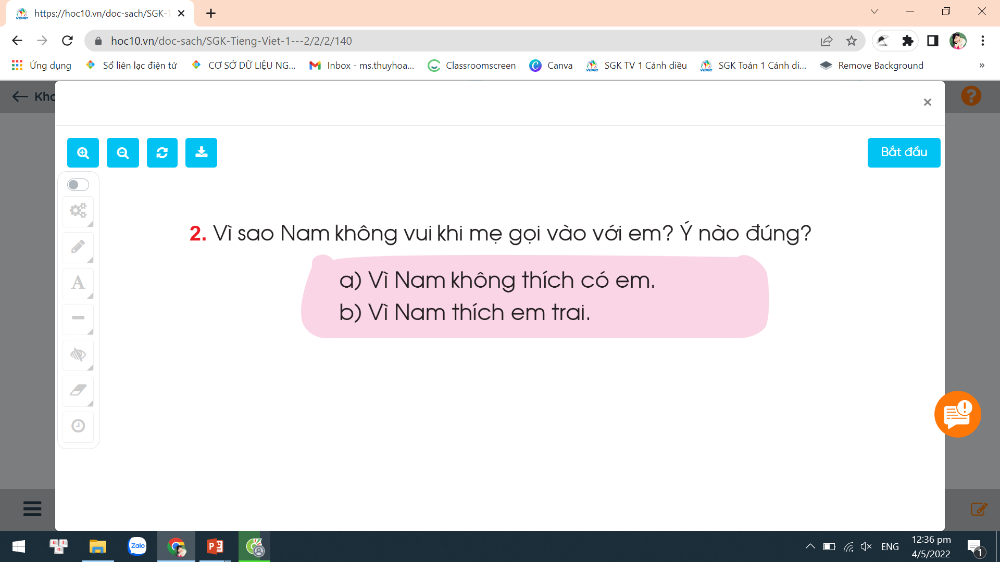 https://hoc10.vn/doc-sach/SGK-T
hoc10.vn/doc-sach/SGK-Tieng-Viet-1---2/2/2/140
Ứng dụng Sổ liên lạc điện tử CƠ SỞ DỮ LIỆU NG... Inbox - ms.thuyhoa... Classroomscreen Canva SGK TV 1 Cánh diều SGK Toán 1 Cánh di... Remove Background »
Kho
Bắt đầu
2. Vì sao Nam không vui khi mẹ gọi vào với em? Ý nào đúng?
a) Vì Nam không thích có em.
b) Vì Nam thích em trai.
Zalo
ENG
12:36 pm
4/5/2022
1